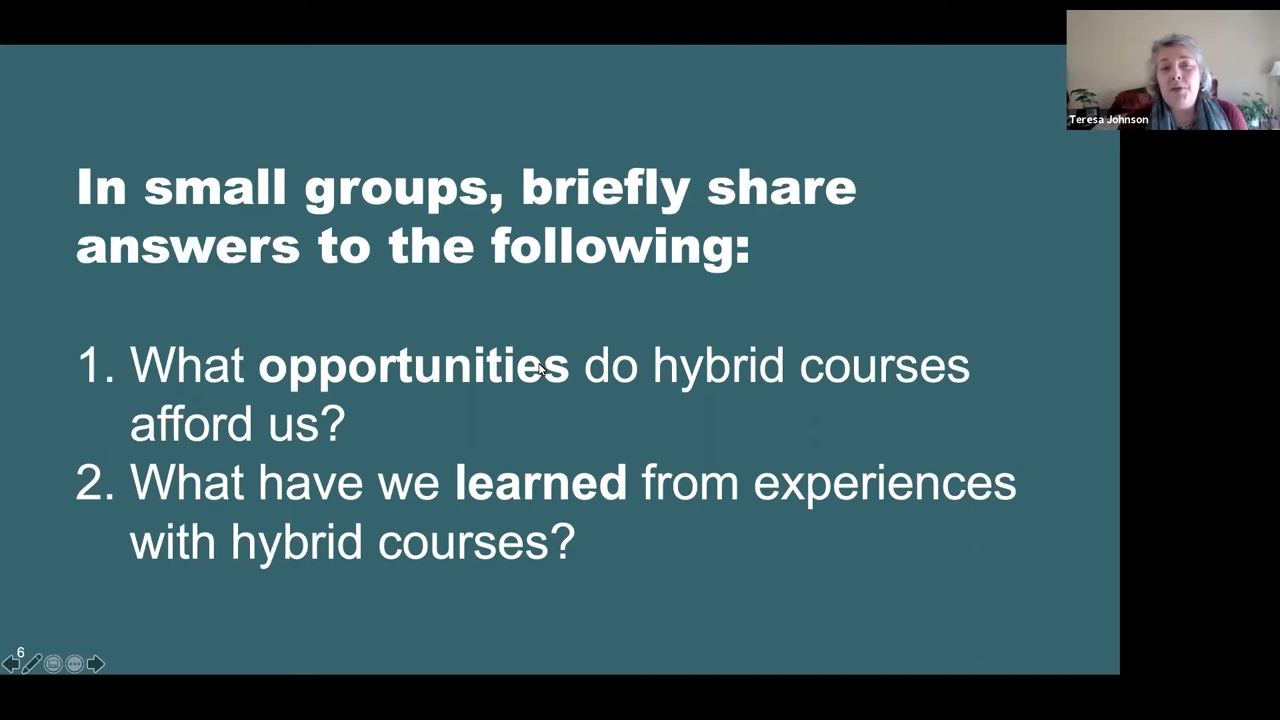 Teresa Johnson
In small groups, briefly share
answers to the following:
1. What opportunities do hybrid courses
afford us?
2. What have we learned from experiences
with hybrid courses?
6